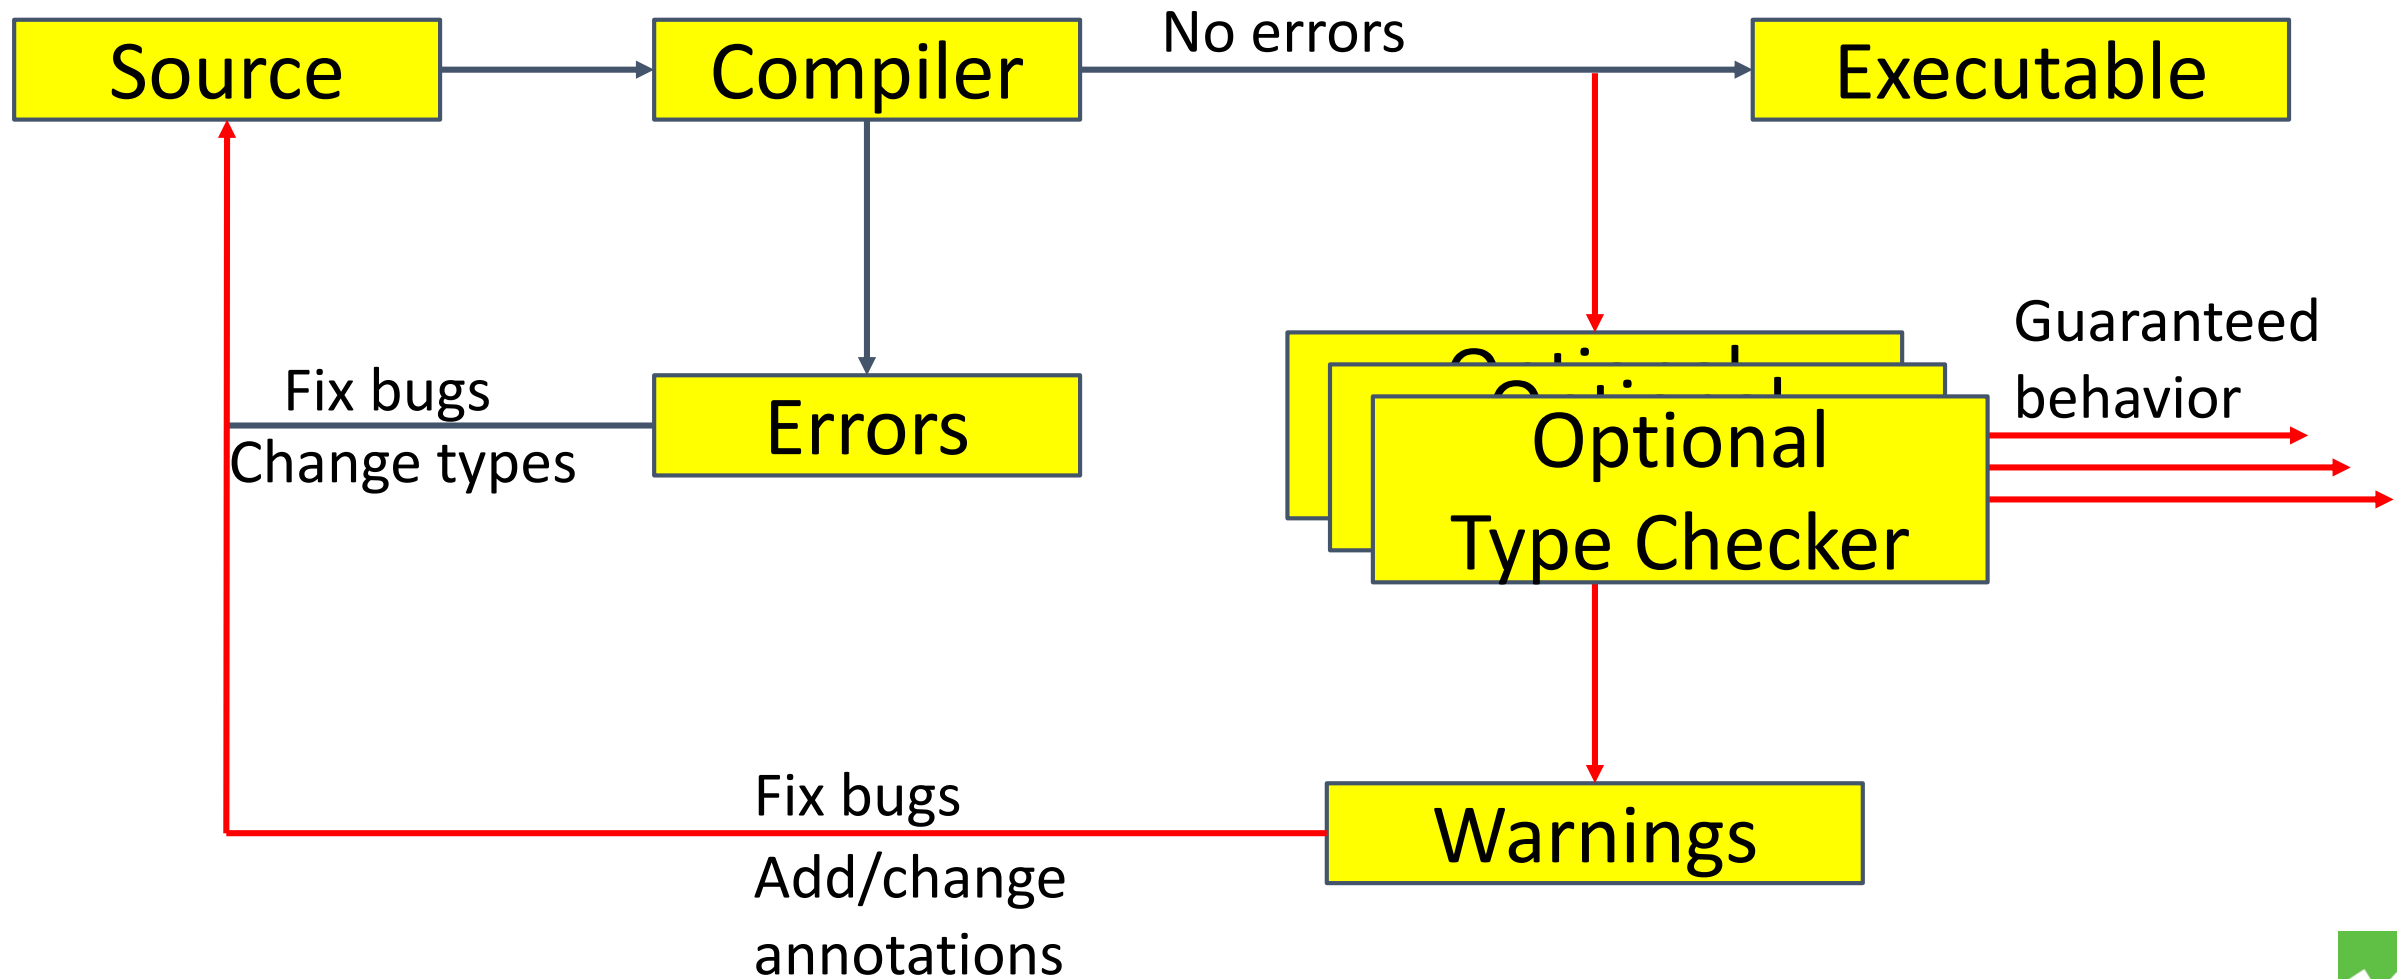 Source
Compiler
No errors
Executable
Guaranteed
behavior
Fix bugs
Change types
Errors
Optional
Type Checker
Fix bugs
Add/change
annotations
Warnings